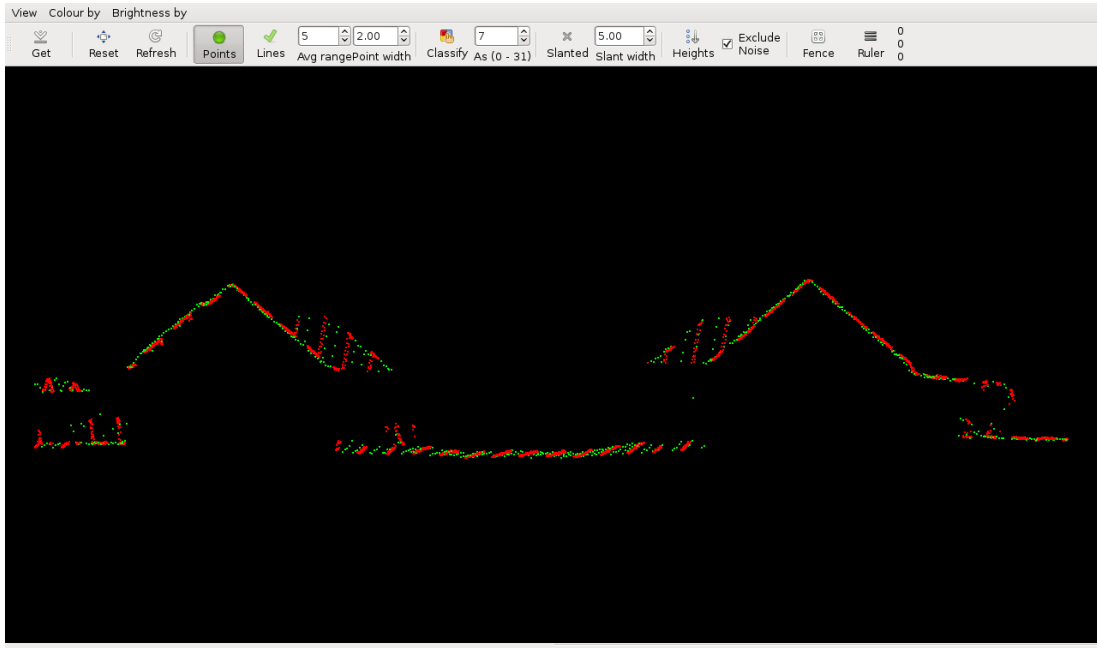 View Colour by Brightness by
Get Reset Refresh Points Lines 5 2.00 Classify 7 Slanted 5.00 Heights Exclude Noise Fence Ruler 0
0
0
Avg range Point width As (0 - 31) Slant width